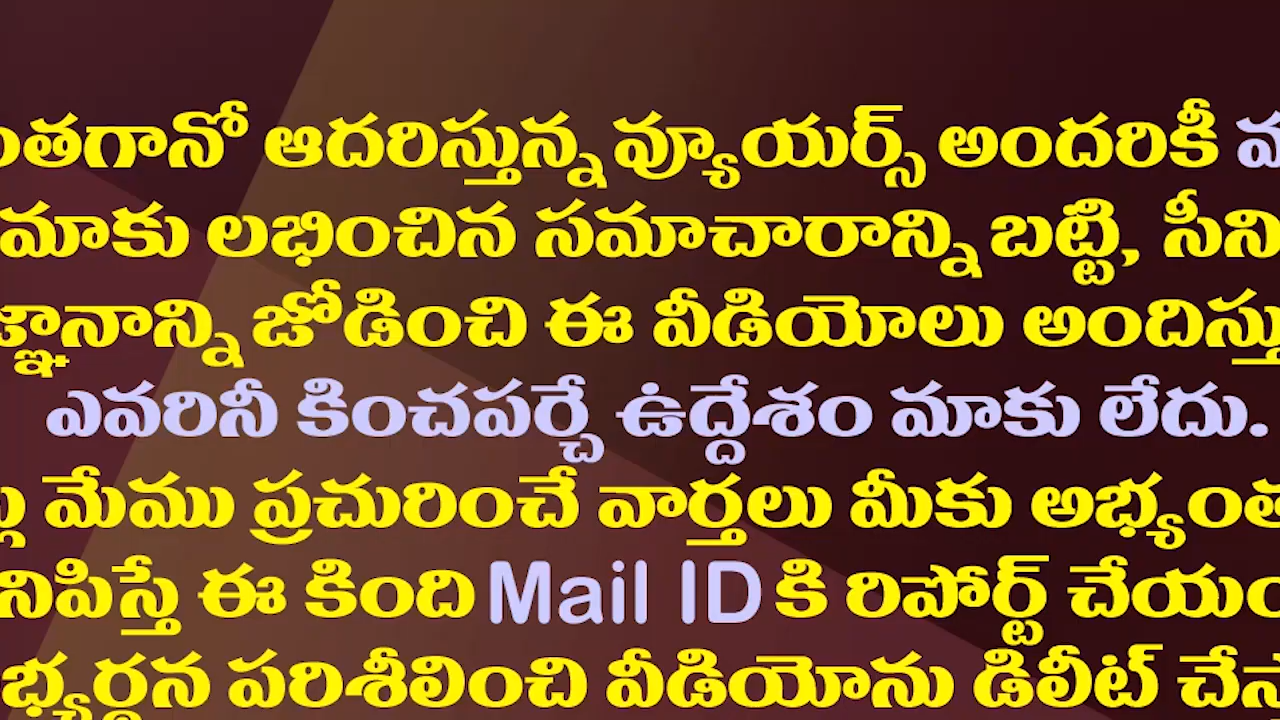 ంతగానో ఆదరిస్తున్న వ్యూయర్స్ అందరికీ
మాకు లభించిన సమాచారాన్ని బట్టి, సీని
జ్ఞానాన్ని జోడించి ఈ వీడియోలు అందిస్తు
ఎవరినీ కించపర్చే ఉద్దేశం మాకు లేదు.
మేము ప్రచురించే వార్తలు మీకు అభ్యంత
నిపిస్తే ఈ కింది Mail ID కి రిపోర్ట్ చేయం
భ్యర్థన పరిశీలించి వీడియోను డిలీట్ చేస